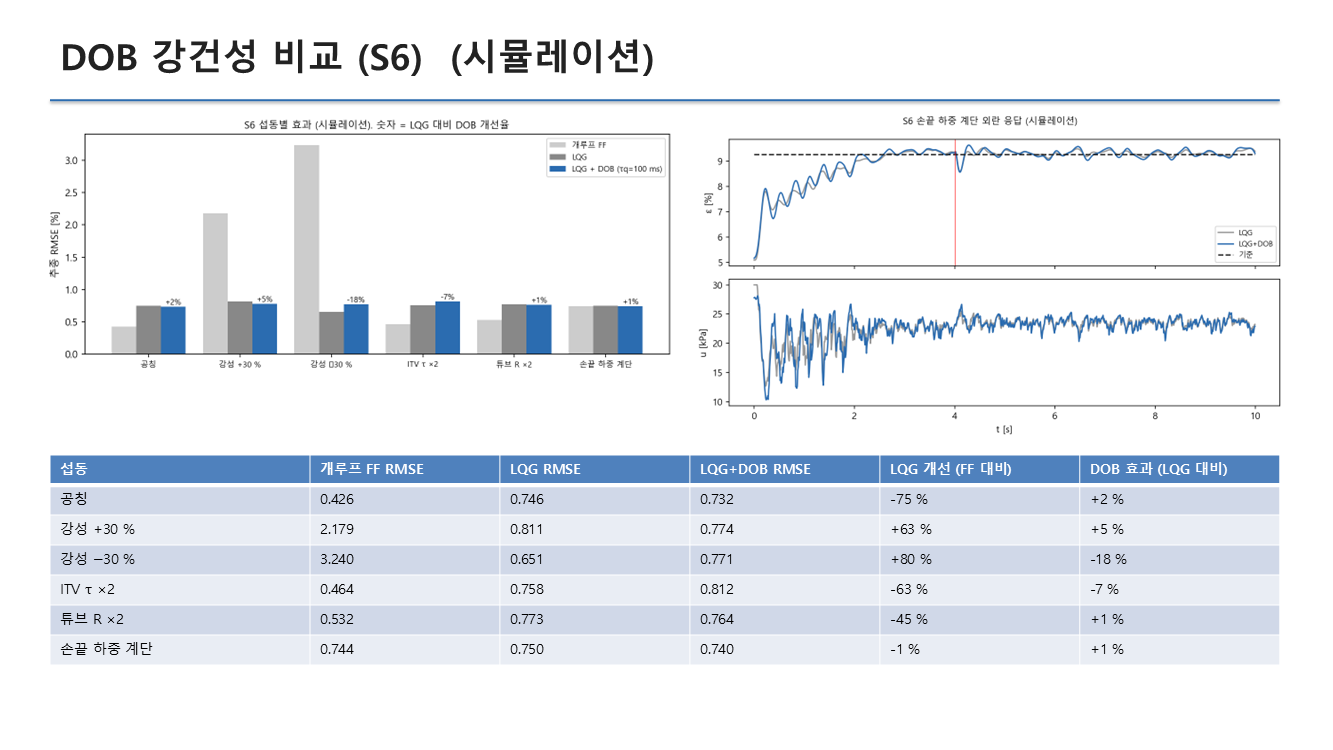 DOB 강건성 비교 (S6) (시뮬레이션)
S6 섭동별 효과 (시뮬레이션). 숫자 = LQG 대비 DOB 개선율
개루프 FF
LQG
LQG + DOB (τq=100 ms)
추종 RMSE [%]
3.0
2.5
2.0
1.5
1.0
0.5
0.0
+2%
+5%
-18%
-7%
+1%
+1%
공칭
강성 +30 %
강성 □30 %
ITV τ ×2
튜브 R ×2
손끝 하중 계단
S6 손끝 하중 계단 외란 응답 (시뮬레이션)
ε [%]
9
8
7
6
5
LQG
LQG+DOB
기준
u [kPa]
30
25
20
15
10
0
2
4
6
8
10
t [s]
섭동 개루프 FF RMSE LQG RMSE LQG+DOB RMSE LQG 개선 (FF 대비) DOB 효과 (LQG 대비)
공칭 0.426 0.746 0.732 -75 % +2 %
강성 +30 % 2.179 0.811 0.774 +63 % +5 %
강성 −30 % 3.240 0.651 0.771 +80 % -18 %
ITV τ ×2 0.464 0.758 0.812 -63 % -7 %
튜브 R ×2 0.532 0.773 0.764 -45 % +1 %
손끝 하중 계단 0.744 0.750 0.740 -1 % +1 %